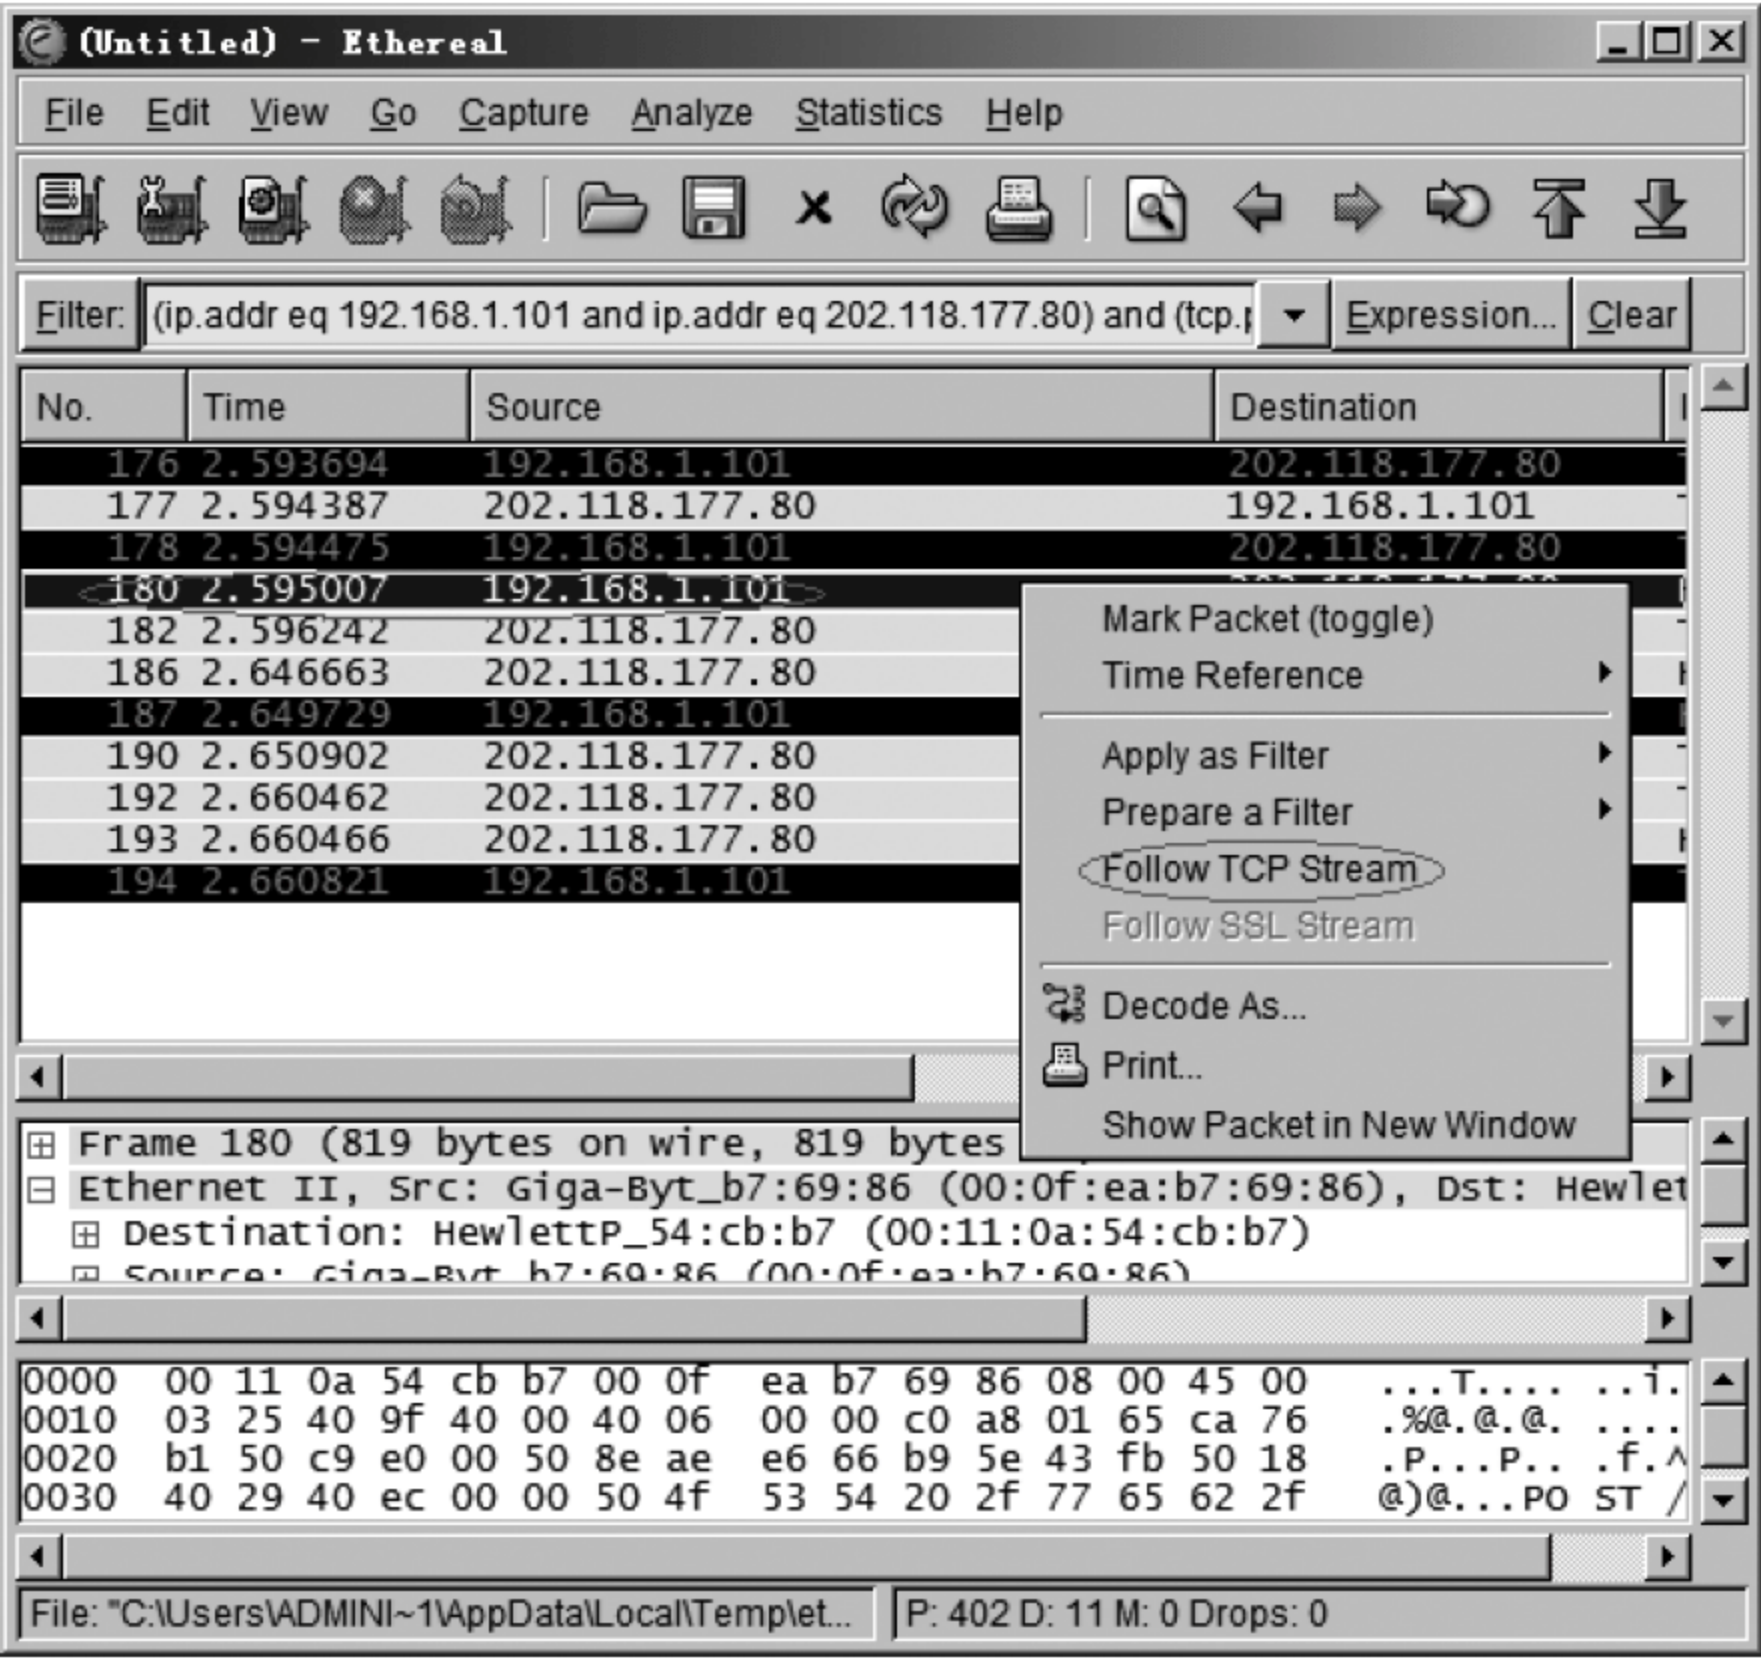 (Untitled) - Ethereal
File Edit View Go Capture Analyze Statistics Help
Filter: (ip.addr eq 192.168.1.101 and ip.addr eq 202.118.177.80) and (tcp.p Expression... Clear
No. Time Source Destination
176 2.593694 192.168.1.101 202.118.177.80
177 2.594387 202.118.177.80 192.168.1.101
178 2.594475 192.168.1.101 202.118.177.80
180 2.595007 192.168.1.101
182 2.596242 202.118.177.80
186 2.646663 202.118.177.80
187 2.649729 192.168.1.101
190 2.650902 202.118.177.80
192 2.660462 202.118.177.80
193 2.660466 202.118.177.80
194 2.660821 192.168.1.101
Mark Packet (toggle)
Time Reference
Apply as Filter
Prepare a Filter
Follow TCP Stream
Follow SSL Stream
Decode As...
Print...
Show Packet in New Window
Frame 180 (819 bytes on wire, 819 bytes
Ethernet II, Src: Giga-Byt_b7:69:86 (00:0f:ea:b7:69:86), Dst: Hewlet
Destination: HewlettP_54:cb:b7 (00:11:0a:54:cb:b7)
Source: Giga-Byt_b7:69:86 (00:0f:ea:b7:69:86)
0000 00 11 0a 54 cb b7 00 0f ea b7 69 86 08 00 45 00 ...T.... ..i.
0010 03 25 40 9f 40 00 40 06 00 00 c0 a8 01 65 ca 76 .%@.@.@. ....
0020 b1 50 c9 e0 00 50 8e ae e6 66 b9 5e 43 fb 50 18 .P...P.. .f.^
0030 40 29 40 ec 00 00 50 4f 53 54 20 2f 77 65 62 2f @)@...PO ST /
File: "C:\Users\ADMINI~1\AppData\Local\Temp\et... P: 402 D: 11 M: 0 Drops: 0